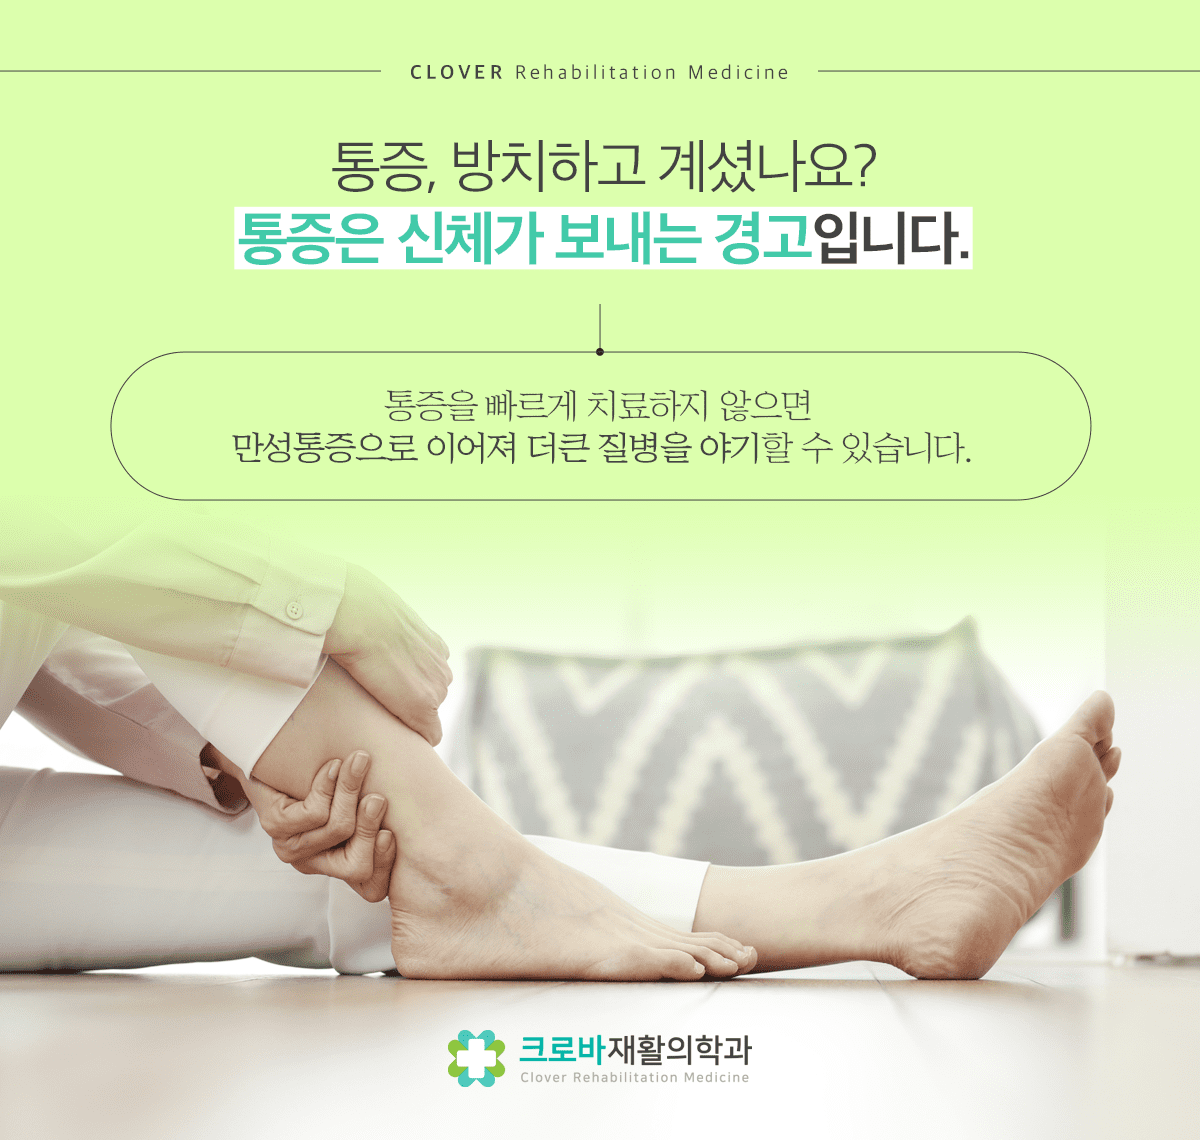 CLOVER Rehabilitation Medicine
통증, 방치하고 계셨나요?
통증은 신체가 보내는 경고입니다.
통증을 빠르게 치료하지 않으면
만성통증으로 이어져 더큰 질병을 야기할 수 있습니다.
크로바재활의학과
Clover Rehabilitation Medicine